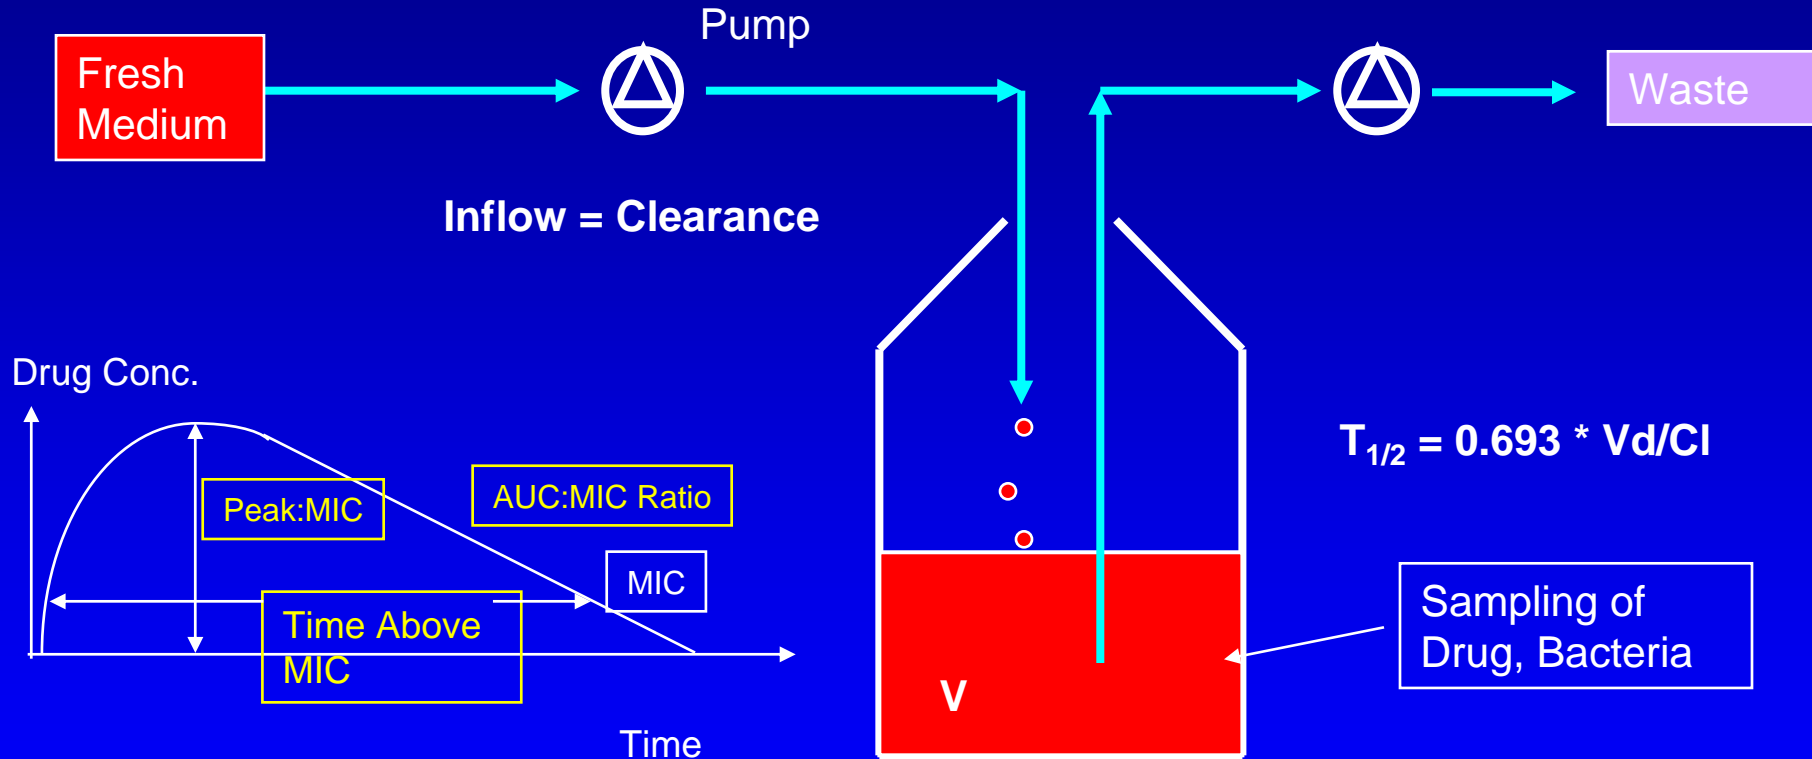 Pump
Fresh
Medium
Waste
Inflow = Clearance
Drug Conc.
T1/2 = 0.693 * Vd/Cl
Peak:MIC
AUC:MIC Ratio
MIC
Time Above
MIC
Sampling of
Drug, Bacteria
V
Time